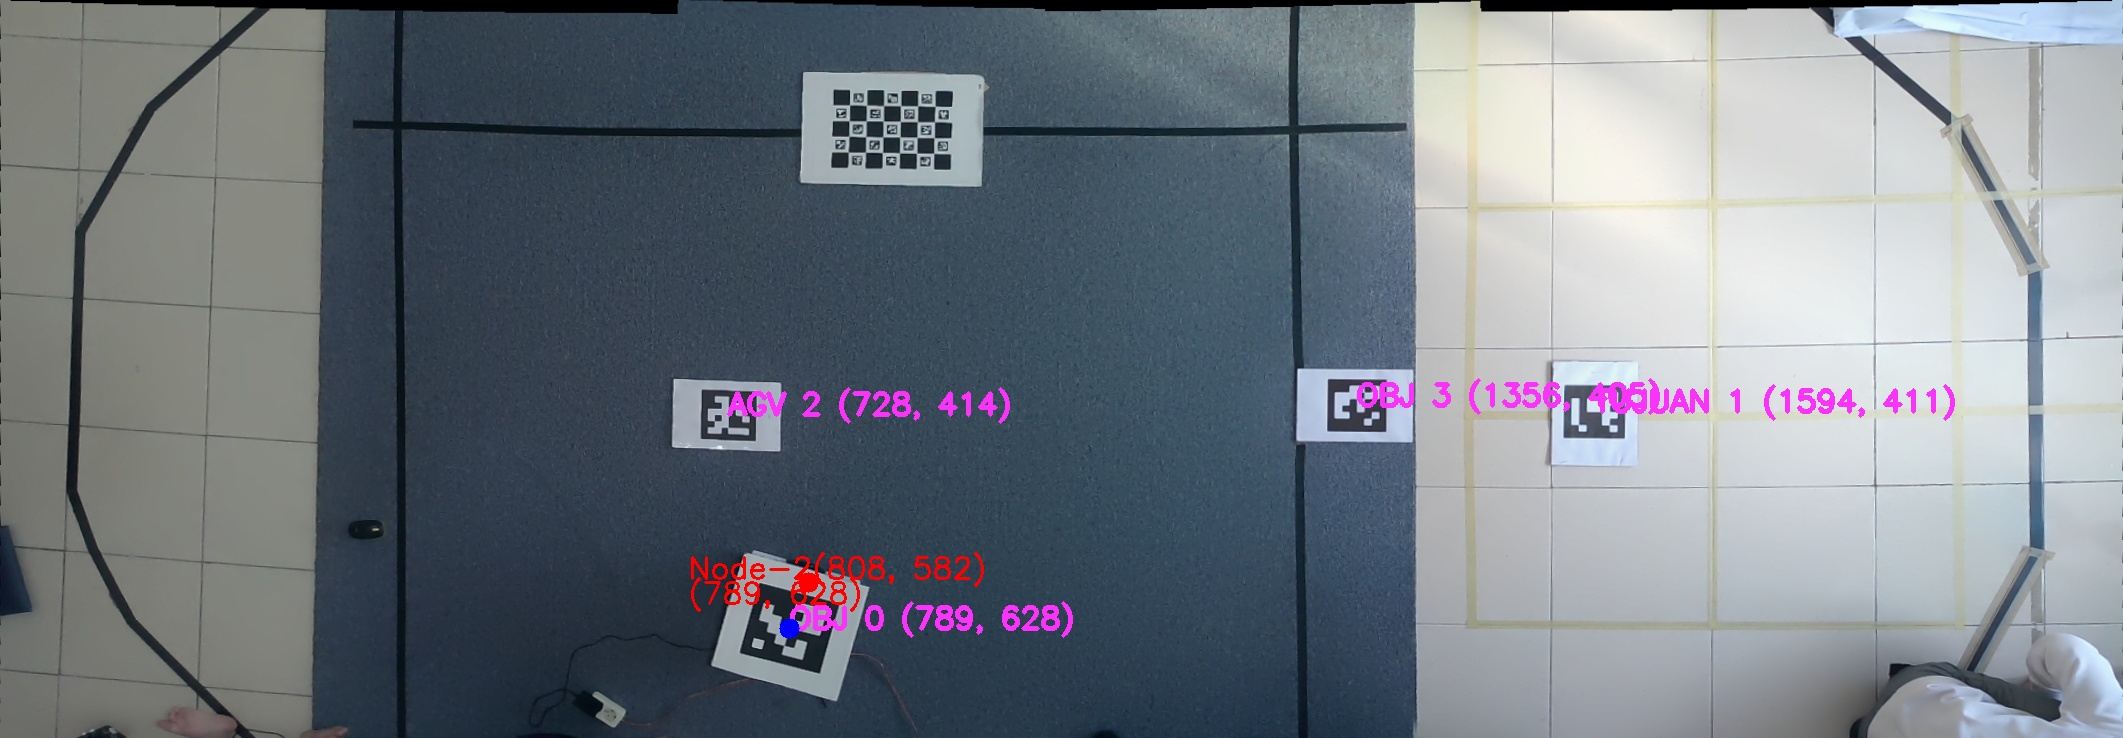 AGV 2 (728, 414)
OBJ 3 (1356, 405)
TUJUAN 1 (1594, 411)
Node-2(808, 582)
(789, 628)
OBJ 0 (789, 628)